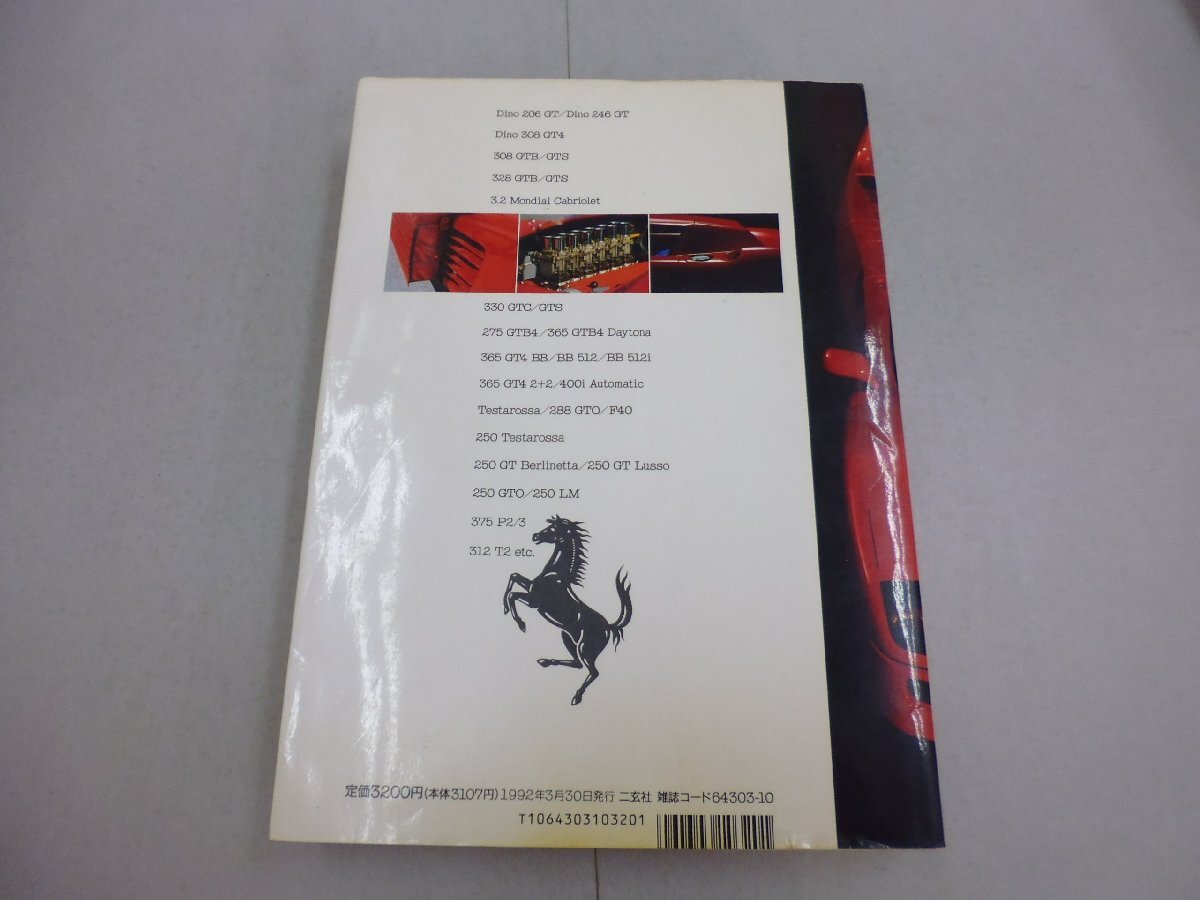 Dino 206 GT/Dino 246 GT
Dino 308 GT4
308 GTB/GTS
328 GTB/GTS
3.2 Mondial Cabriolet
330 GTC/GTS
275 GTB4/365 GTB4 Daytona
365 GT4 BB/BB 512/BB 512i
365 GT4 2+2/400i Automatic
Testarossa/288 GTO/F40
250 Testarossa
250 GT Berlinetta/250 GT Lusso
250 GTO/250 LM
375 P2/3
312 T2 etc.
定価3200円(本体3107円)1992年3月30日発行 二玄社 雑誌コード64303-10
T1064303103201